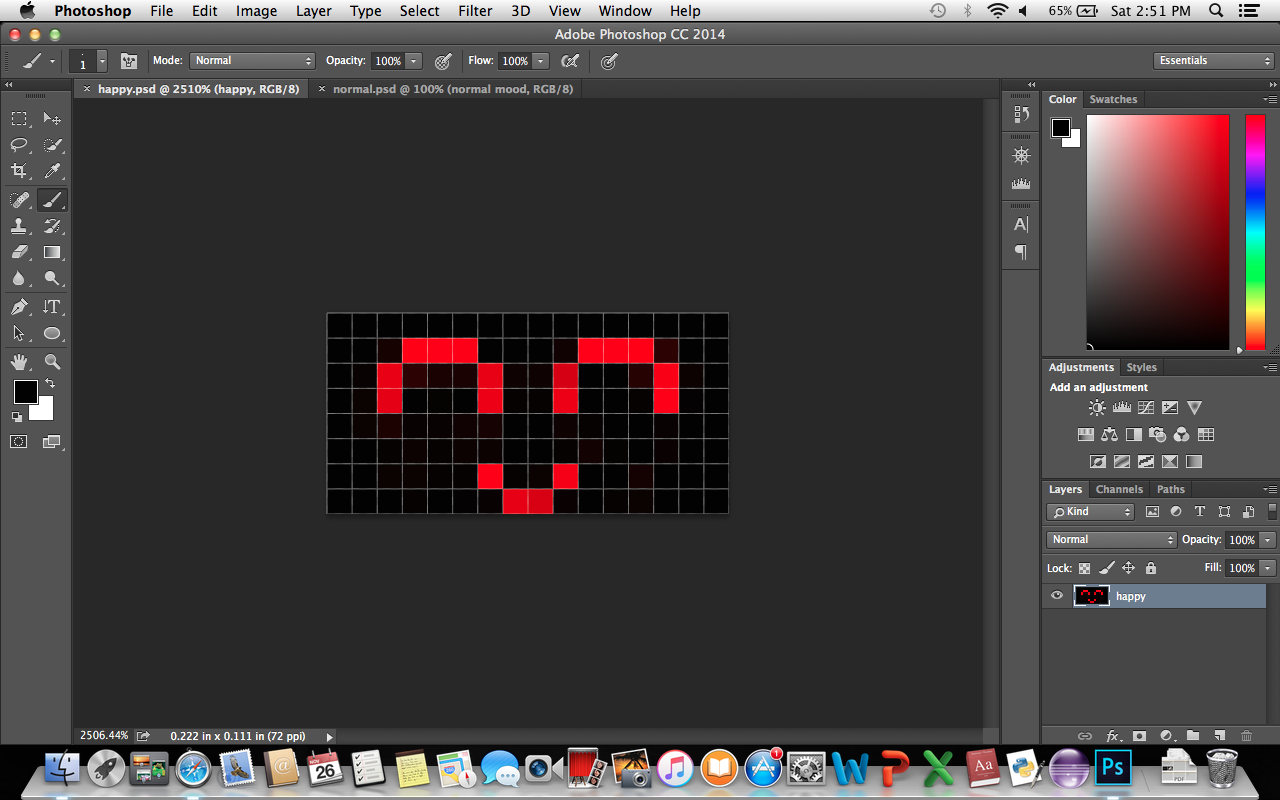 Photoshop File Edit Image Layer Type Select Filter 3D View Window Help 65% Sat 2:51 PM
Adobe Photoshop CC 2014
1 Mode: Normal Opacity: 100% Flow: 100% Essentials
× happy.psd @ 2510% (happy, RGB/8) × normal.psd @ 100% (normal mood, RGB/8)
Color Swatches
Adjustments Styles
Add an adjustment
Layers Channels Paths
Kind
Normal Opacity: 100%
Lock: Fill: 100%
happy
2506.44% 0.222 in x 0.111 in (72 ppi)
NOV
26
1
Aa
Ps
PDF